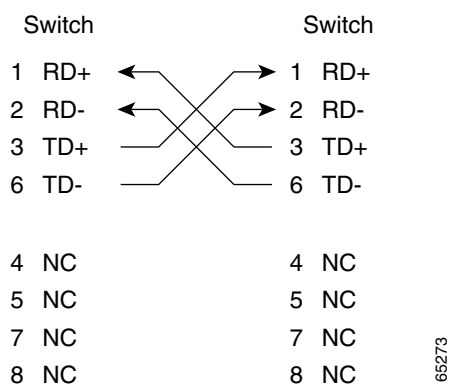 Switch Switch
1 RD+ 1 RD+
2 RD- 2 RD-
3 TD+ 3 TD+
6 TD- 6 TD-
4 NC 4 NC
5 NC 5 NC
7 NC 7 NC
8 NC 8 NC
65273